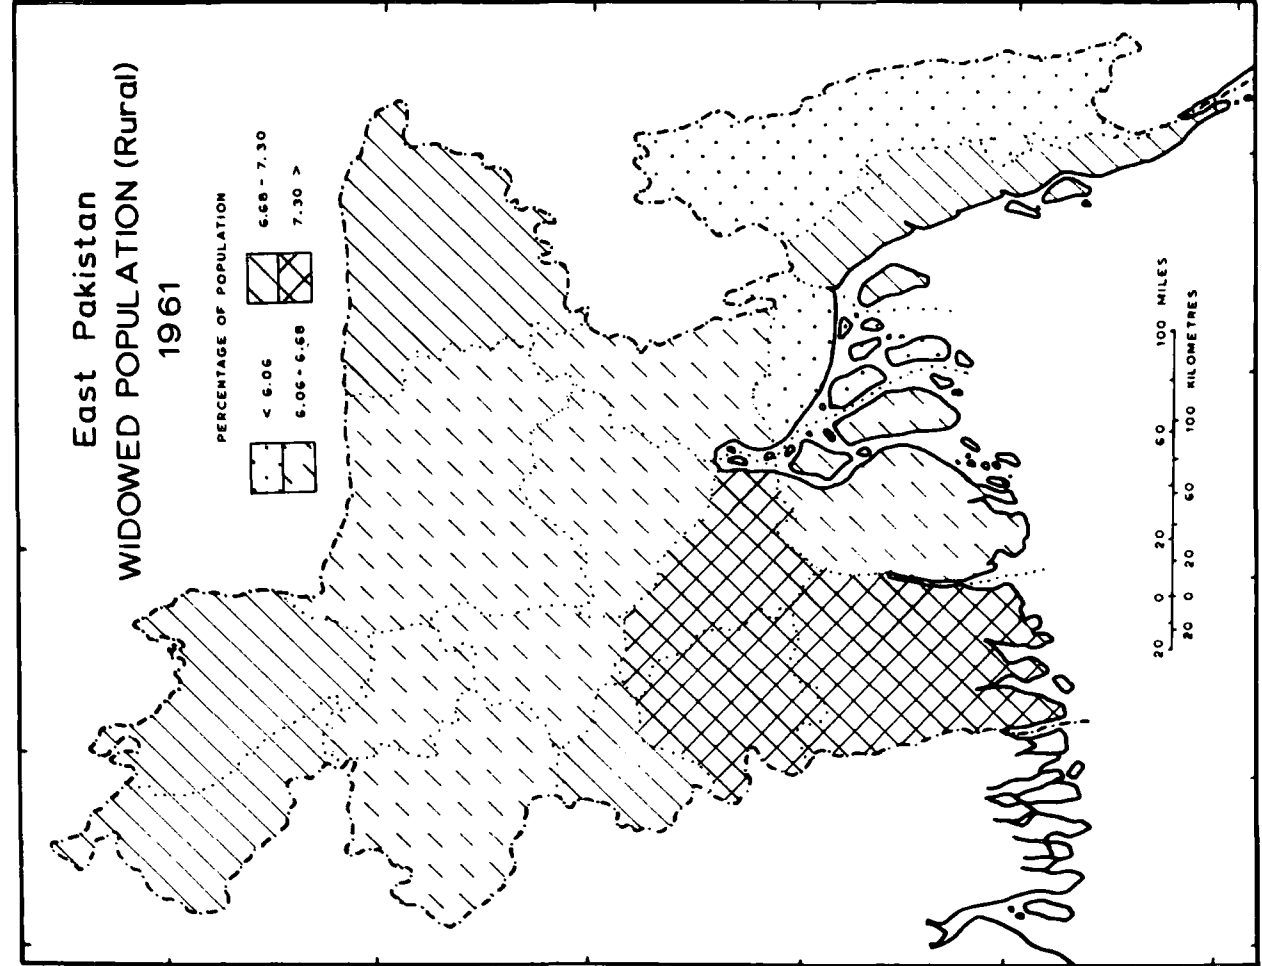 East Pakistan
WIDOWED POPULATION (Rural)
1961
PERCENTAGE OF POPULATION
< 6.06
6.06 - 6.68
6.68 - 7.30
7.30 >
20 0 20 60 100 MILES
20 0 20 60 100 KILOMETRES